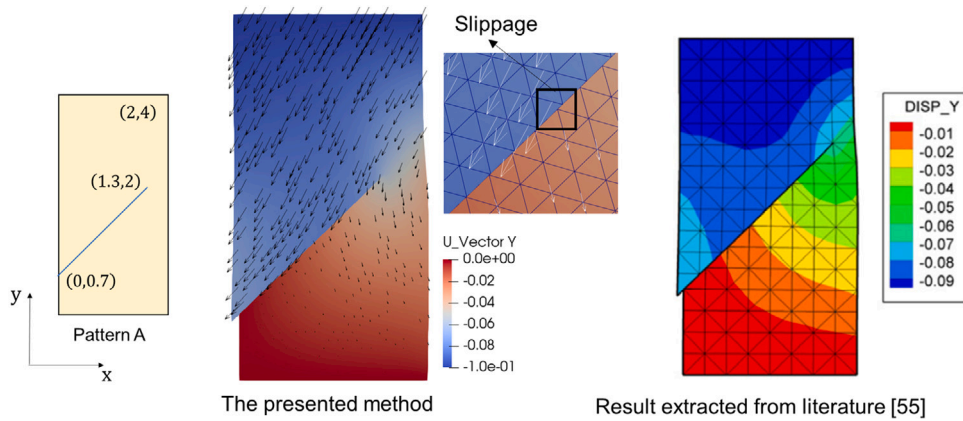 (2,4)
(1.3,2)
(0,0.7)
y
x
Pattern A
Slippage
U_Vector Y
0.0e+00
-0.02
-0.04
-0.06
-0.08
-1.0e-01
The presented method
DISP_Y
-0.01
-0.02
-0.03
-0.04
-0.06
-0.07
-0.08
-0.09
Result extracted from literature [55]